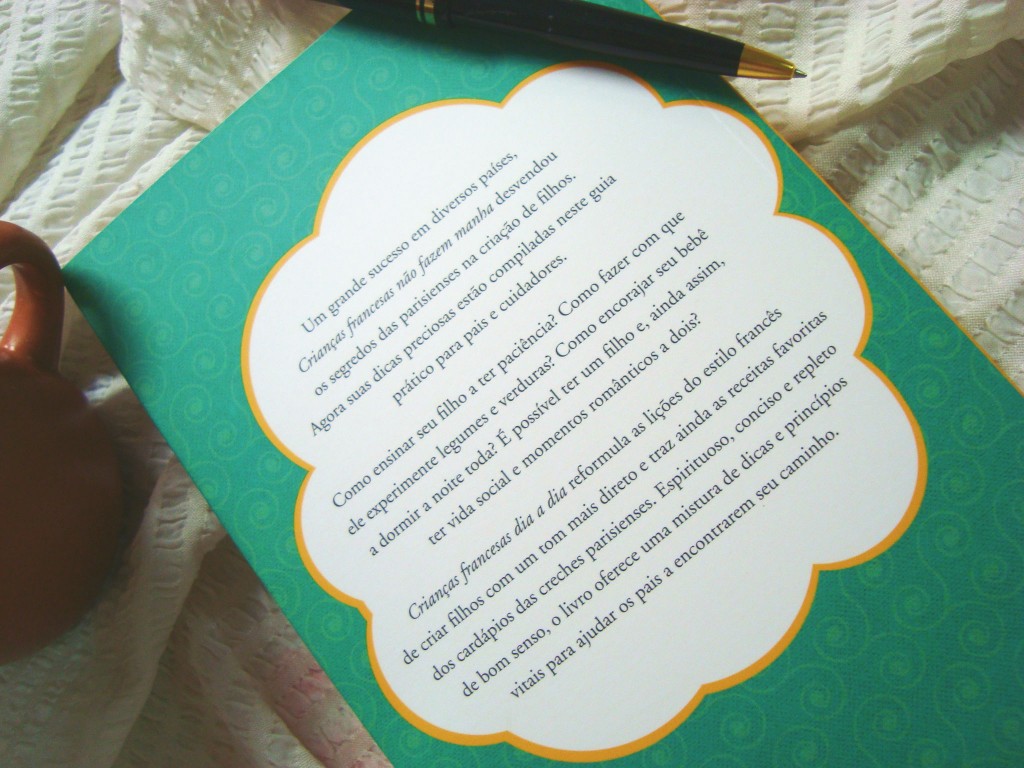 Um grande sucesso em diversos países,
Crianças francesas não fazem manha desvendou
os segredos das parisienses na criação de filhos.
Agora suas dicas preciosas estão compiladas neste guia
prático para pais e cuidadores.
Como ensinar seu filho a ter paciência? Como fazer com que
ele experimente legumes e verduras? Como encorajar seu bebê
a dormir a noite toda? É possível ter um filho e, ainda assim,
ter vida social e momentos românticos a dois?
Crianças francesas dia a dia reformula as lições do estilo francês
de criar filhos com um tom mais direto e traz ainda as receitas favoritas
dos cardápios das creches parisienses. Espirituoso, conciso e repleto
de bom senso, o livro oferece uma mistura de dicas e princípios
vitais para ajudar os pais a encontrarem seu caminho.